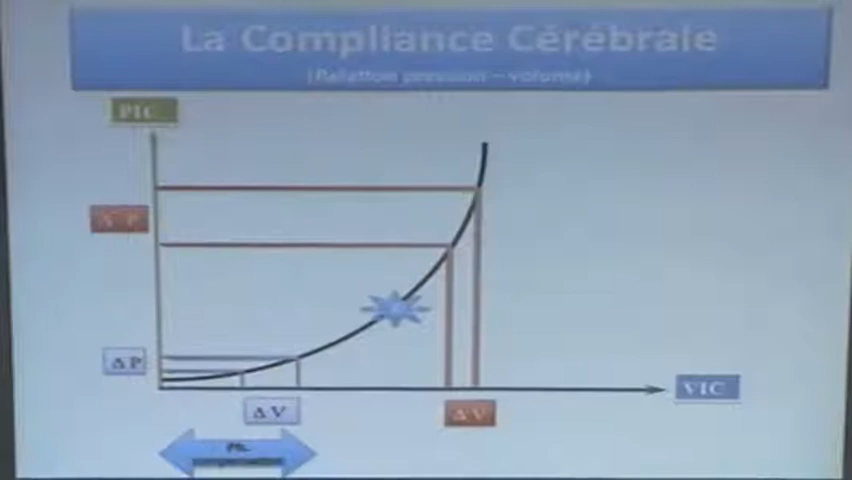 La Compliance Cérébrale
(Relation pression – volume)
PIC
Δ P
Δ P
VIC
Δ V
Δ V